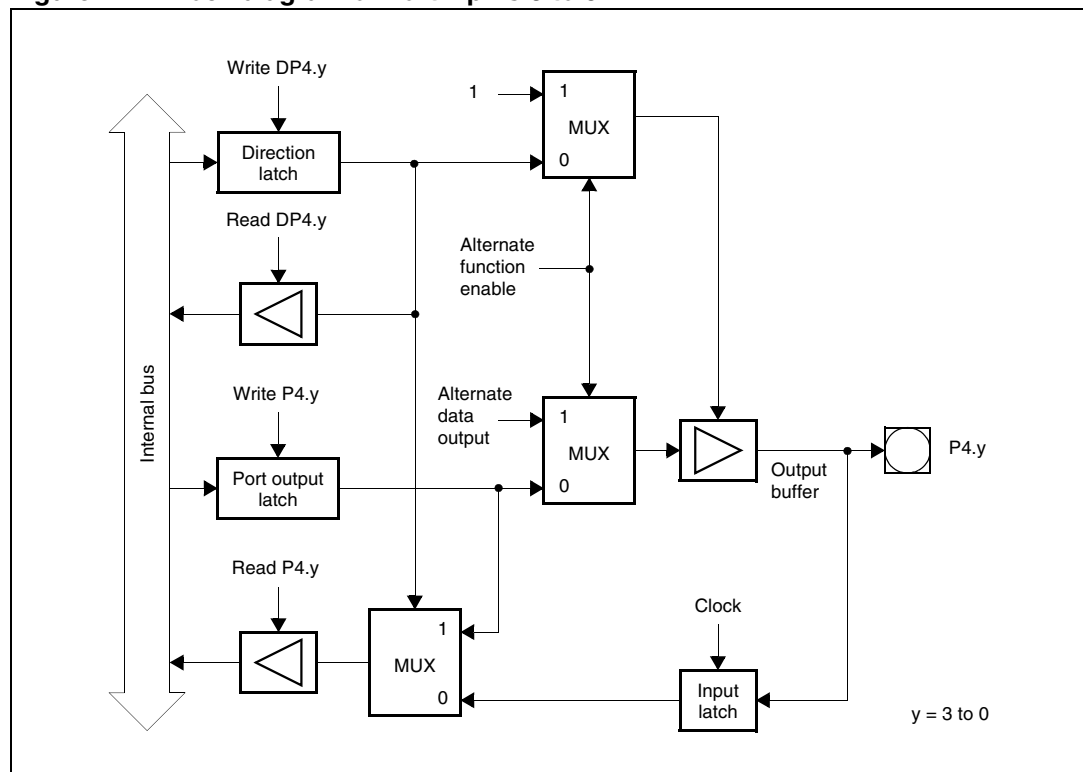 Write DP4.y
1
1
MUX
0
Direction
latch
Read DP4.y
Alternate
function
enable
Internal bus
Write P4.y
Alternate
data
output
1
MUX
0
P4.y
Output
buffer
Port output
latch
Read P4.y
Clock
1
MUX
0
Input
latch
y = 3 to 0